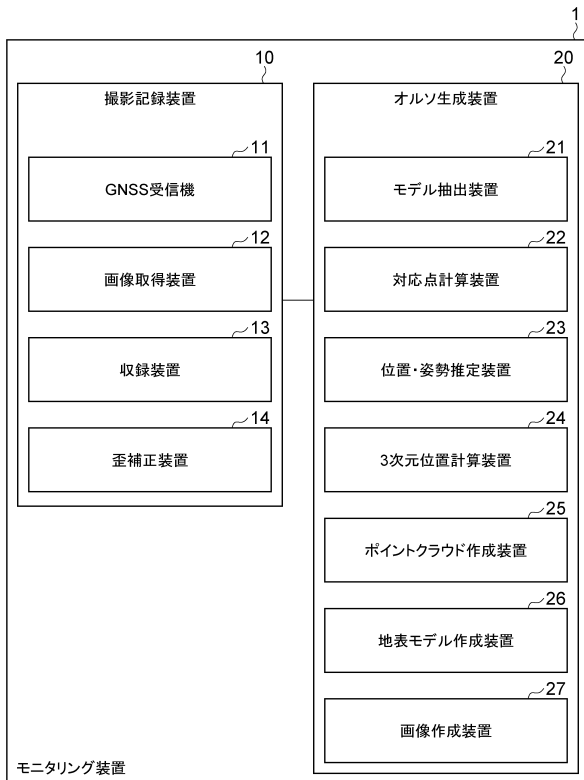 1
10
撮影記録装置
11
GNSS受信機
12
画像取得装置
13
収録装置
14
歪補正装置
20
オルソ生成装置
21
モデル抽出装置
22
対応点計算装置
23
位置・姿勢推定装置
24
3次元位置計算装置
25
ポイントクラウド作成装置
26
地表モデル作成装置
27
画像作成装置
モニタリング装置